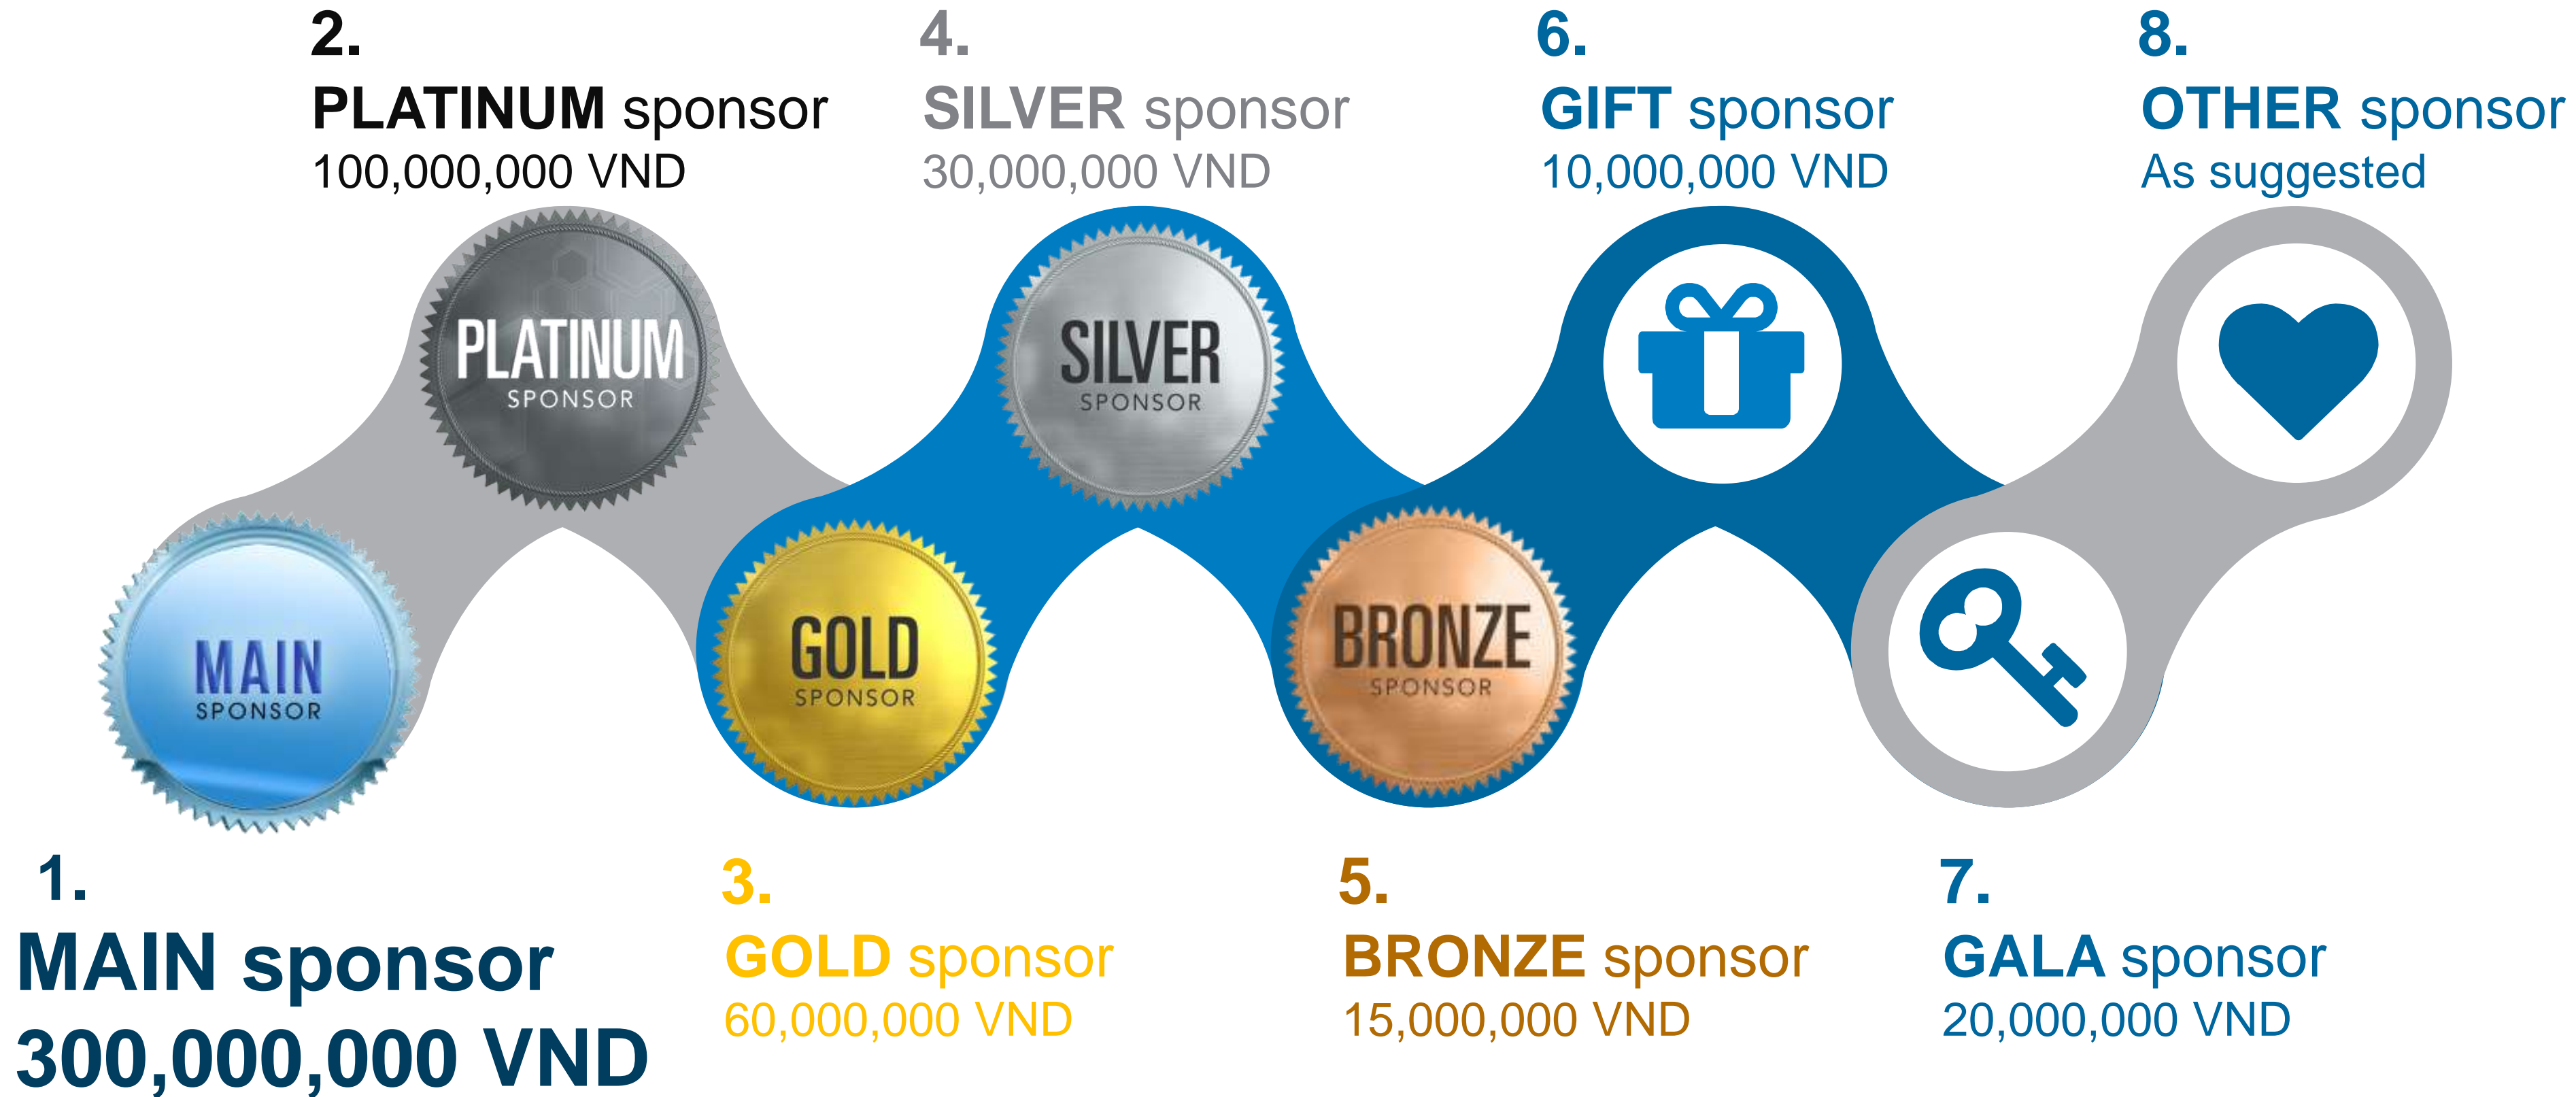 2.
PLATINUM sponsor
100,000,000 VND
4.
SILVER sponsor
30,000,000 VND
6.
GIFT sponsor
10,000,000 VND
8.
OTHER sponsor
As suggested
PLATINUM
SPONSOR
SILVER
SPONSOR
MAIN
SPONSOR
GOLD
SPONSOR
BRONZE
SPONSOR
1.
MAIN sponsor
300,000,000 VND
3.
GOLD sponsor
60,000,000 VND
5.
BRONZE sponsor
15,000,000 VND
7.
GALA sponsor
20,000,000 VND